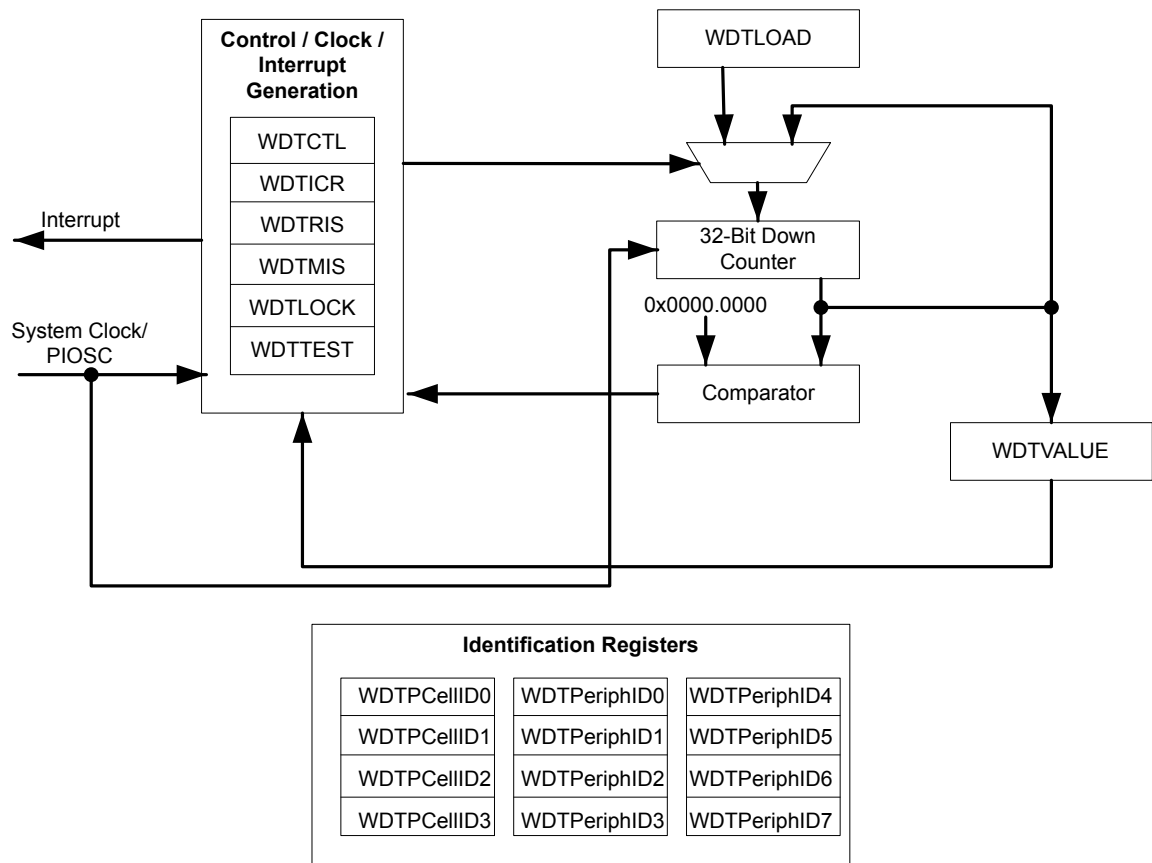 Control / Clock /
Interrupt
Generation
WDTCTL
WDTICR
WDTRIS
WDTMIS
WDTLOCK
WDTTEST
Interrupt
System Clock/
PIOSC
WDTLOAD
32-Bit Down
Counter
0x0000.0000
Comparator
WDTVALUE
Identification Registers
WDTPCellID0
WDTPCellID1
WDTPCellID2
WDTPCellID3
WDTPeriphID0
WDTPeriphID1
WDTPeriphID2
WDTPeriphID3
WDTPeriphID4
WDTPeriphID5
WDTPeriphID6
WDTPeriphID7